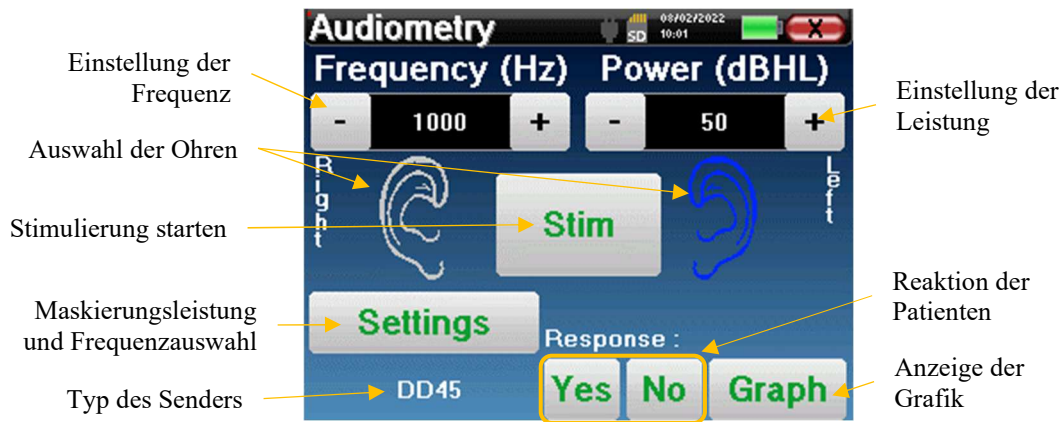 Audiometry
SD
08/02/2022
10:01
X
Frequency (Hz)
Power (dBHL)
-
1000
+
-
50
+
Right
Left
Stim
Settings
Response :
DD45
Yes
No
Graph
Einstellung der
Frequenz
Auswahl der Ohren
Stimulierung starten
Maskierungsleistung
und Frequenzauswahl
Typ des Senders
Einstellung der
Leistung
Reaktion der
Patienten
Anzeige der
Grafik